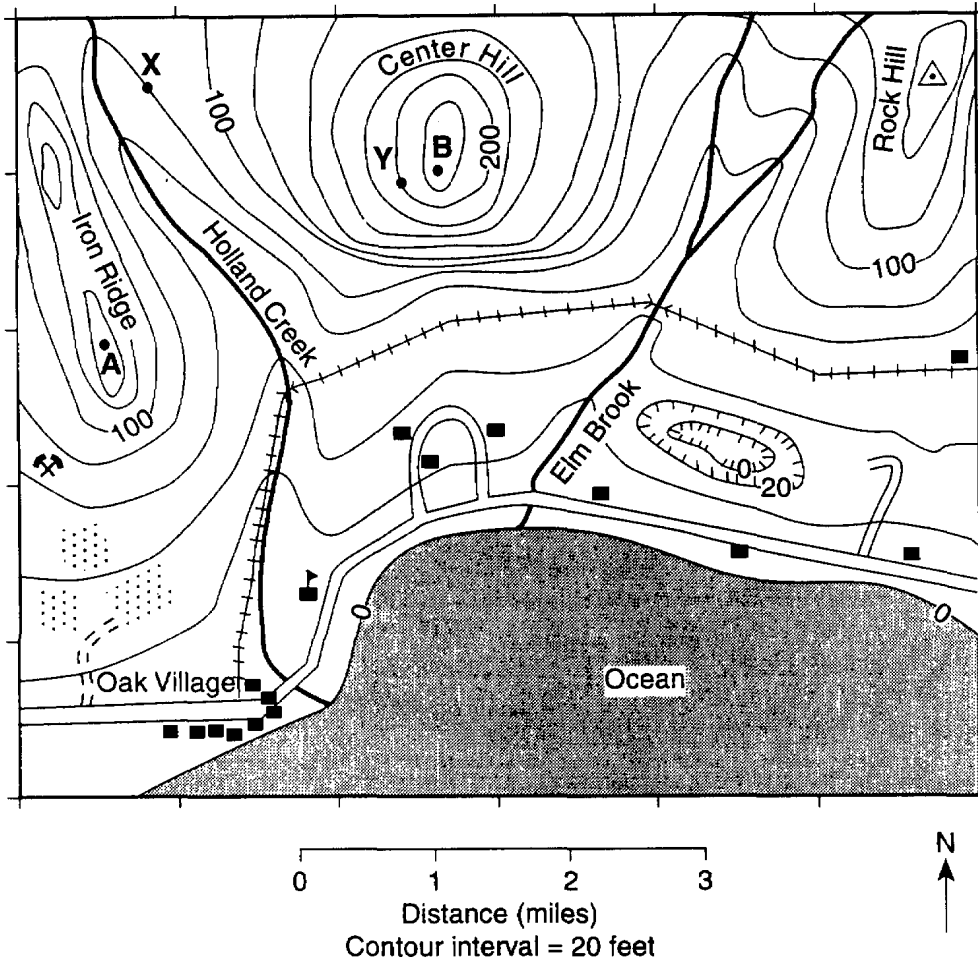 X
100
Center Hill
Y
B
200
Rock Hill
Iron Ridge
A
100
Holland Creek
100
Elm Brook
0
20
0
0
Oak Village
Ocean
0
1
2
3
Distance (miles)
Contour interval = 20 feet
N